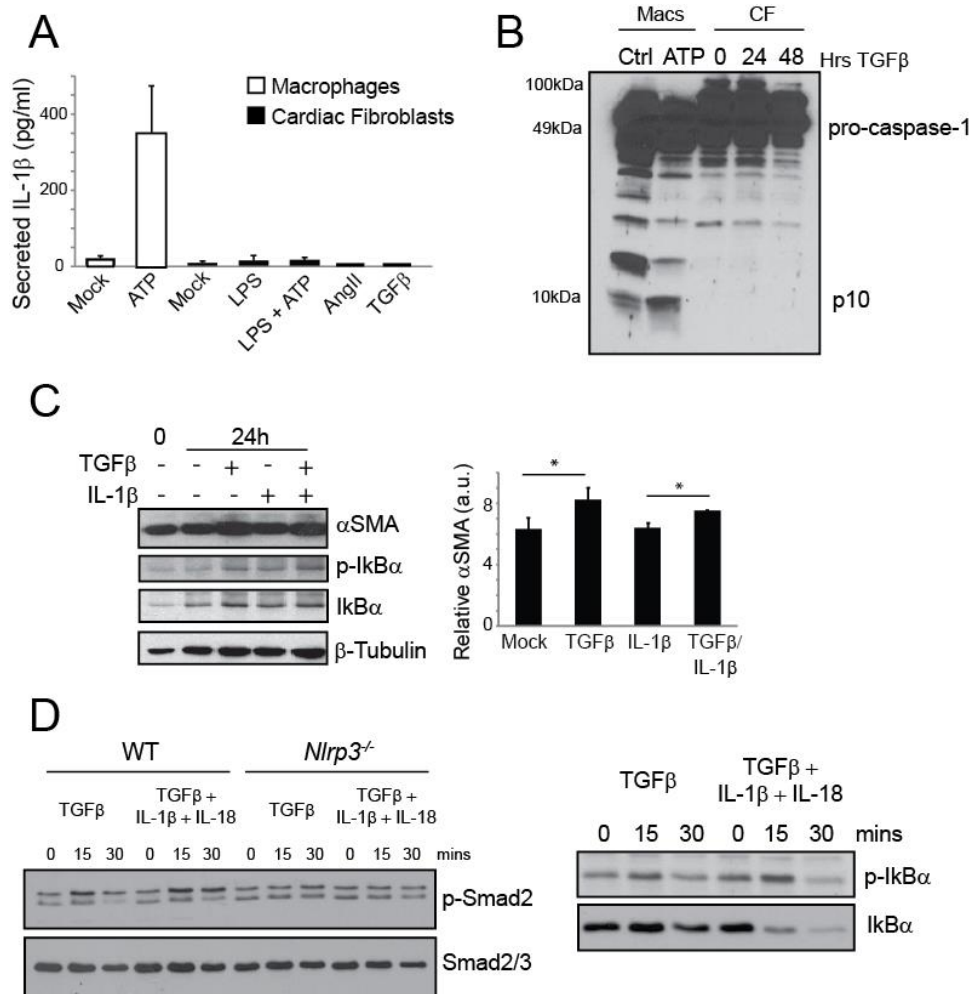 A
Secreted IL-1β (pg/ml)
400
200
0
Macrophages
Cardiac Fibroblasts
Mock
ATP
Mock
LPS
LPS + ATP
AngII
TGFβ
B
Macs CF
Ctrl ATP 0 24 48 Hrs TGFβ
100kDa
49kDa
pro-caspase-1
10kDa
p10
C
0 24h
TGFβ - - + - +
IL-1β - - - + +
αSMA
p-IkBα
IkBα
β-Tubulin
Relative αSMA (a.u.)
8
4
0
*
*
Mock TGFβ IL-1β TGFβ/
IL-1β
D
WT Nlrp3-/-
TGFβ TGFβ + IL-1β + IL-18 TGFβ TGFβ + IL-1β + IL-18
0 15 30 0 15 30 0 15 30 0 15 30 mins
p-Smad2
Smad2/3
TGFβ TGFβ + IL-1β + IL-18
0 15 30 0 15 30 mins
p-IkBα
IkBα